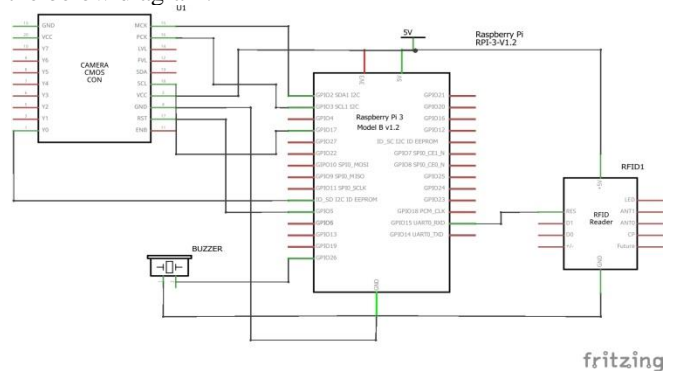 the below diagram.
U1
GND
VCC
Y7
Y6
Y5
Y4
Y3
Y2
Y1
Y0
CAMERA
CMOS
CON
MCX
PCK
LVL
FVL
SDA
SCL
VCC
GND
RST
ENB
5V
Raspberry Pi
RPI-3-V1.2
3V3
5V
Raspberry Pi 3
Model B v1.2
GPIO2 SDA1 I2C
GPIO3 SCL1 I2C
GPIO4
GPIO17
GPIO27
GPIO22
GPIO10 SPI0_MOSI
GPIO9 SPI0_MISO
GPIO11 SPI0_SCLK
ID_SD I2C ID EEPROM
GPIO5
GPIO6
GPIO13
GPIO19
GPIO26
GPIO21
GPIO20
GPIO16
GPIO12
ID_SC I2C ID EEPROM
GPIO7 SPI0_CE1_N
GPIO8 SPI0_CE0_N
GPIO25
GPIO24
GPIO23
GPIO18 PCM_CLK
GPIO15 UART0_RXD
GPIO14 UART0_TXD
GND
BUZZER
RFID1
+5V
RFID
Reader
RES
D1
D0
LED
ANT1
ANT0
CP
Future
GND
fritzing